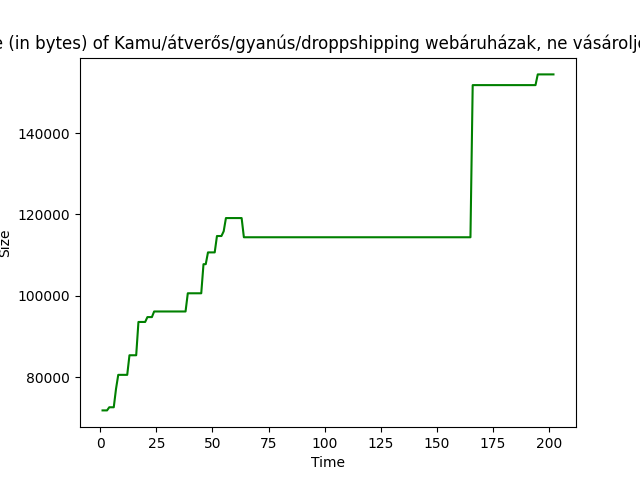 (in bytes) of Kamu/átverős/gyanús/droppshipping webáruházak, ne
Size
140000
120000
100000
80000
0 25 50 75 100 125 150 175 200
Time